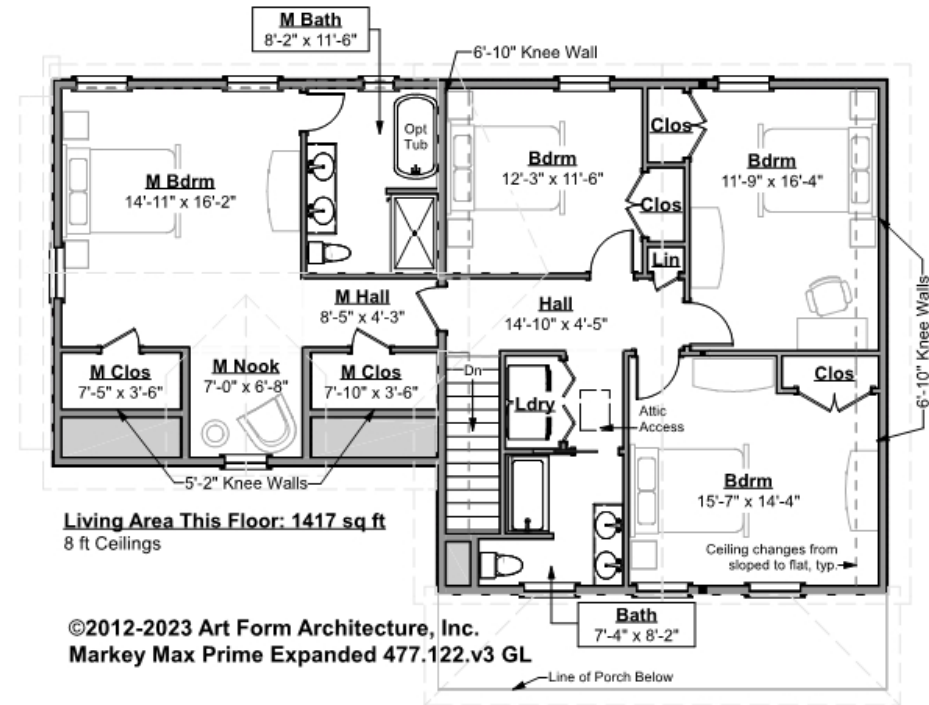 M Bath
8'-2" x 11'-6"
6'-10" Knee Wall
Opt
Tub
Clos
Bdrm
12'-3" x 11'-6"
Bdrm
11'-9" x 16'-4"
M Bdrm
14'-11" x 16'-2"
Clos
Lin
M Hall
8'-5" x 4'-3"
Hall
14'-10" x 4'-5"
6'-10" Knee Walls
M Clos
7'-5" x 3'-6"
M Nook
7'-0" x 6'-8"
M Clos
7'-10" x 3'-6"
Dn
Clos
Ldry
Attic
Access
5'-2" Knee Walls
Bdrm
15'-7" x 14'-4"
Living Area This Floor: 1417 sq ft
8 ft Ceilings
Ceiling changes from
sloped to flat, typ.
Bath
7'-4" x 8'-2"
©2012-2023 Art Form Architecture, Inc.
Markey Max Prime Expanded 477.122.v3 GL
Line of Porch Below